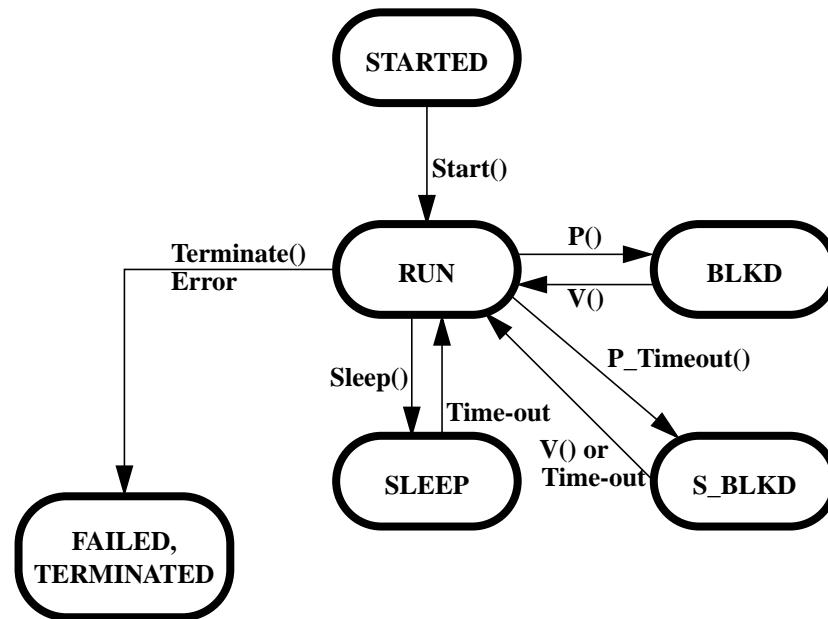 STARTED
Start()
Terminate()
Error
RUN
P()
V()
BLKD
Sleep()
Time-out
P_Timeout()
V() or
Time-out
SLEEP
S_BLKD
FAILED,
TERMINATED